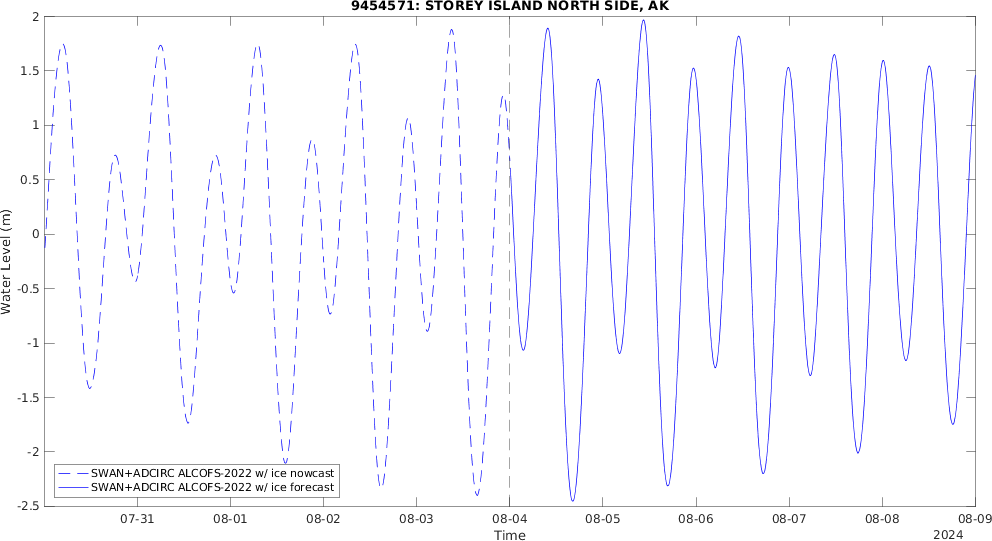 9454571: STOREY ISLAND NORTH SIDE, AK
2
1.5
1
0.5
0
-0.5
-1
-1.5
-2
-2.5
Water Level (m)
SWAN+ADCIRC ALCOFS-2022 w/ ice nowcast
SWAN+ADCIRC ALCOFS-2022 w/ ice forecast
07-31 08-01 08-02 08-03 08-04 08-05 08-06 08-07 08-08 08-09
Time
2024